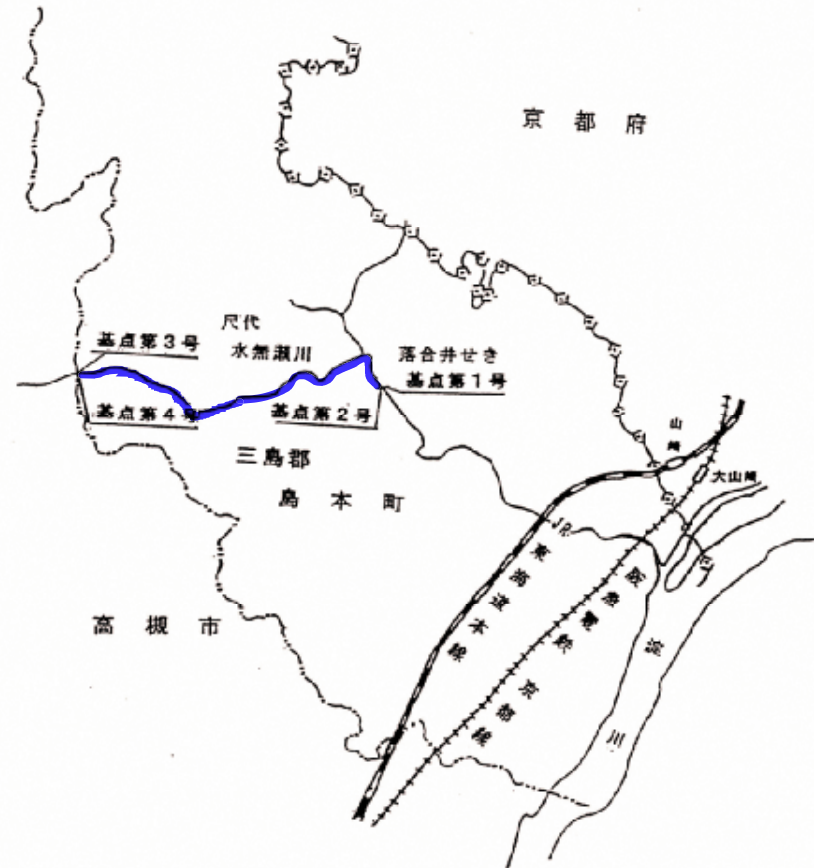 京都府
尺代
基点第3号
水無瀬川
落合井せき
基点第1号
基点第4号
基点第2号
山崎
三島郡
大山崎
島本町
JR
東海道本線
阪急電鉄京都線
高槻市
淀川